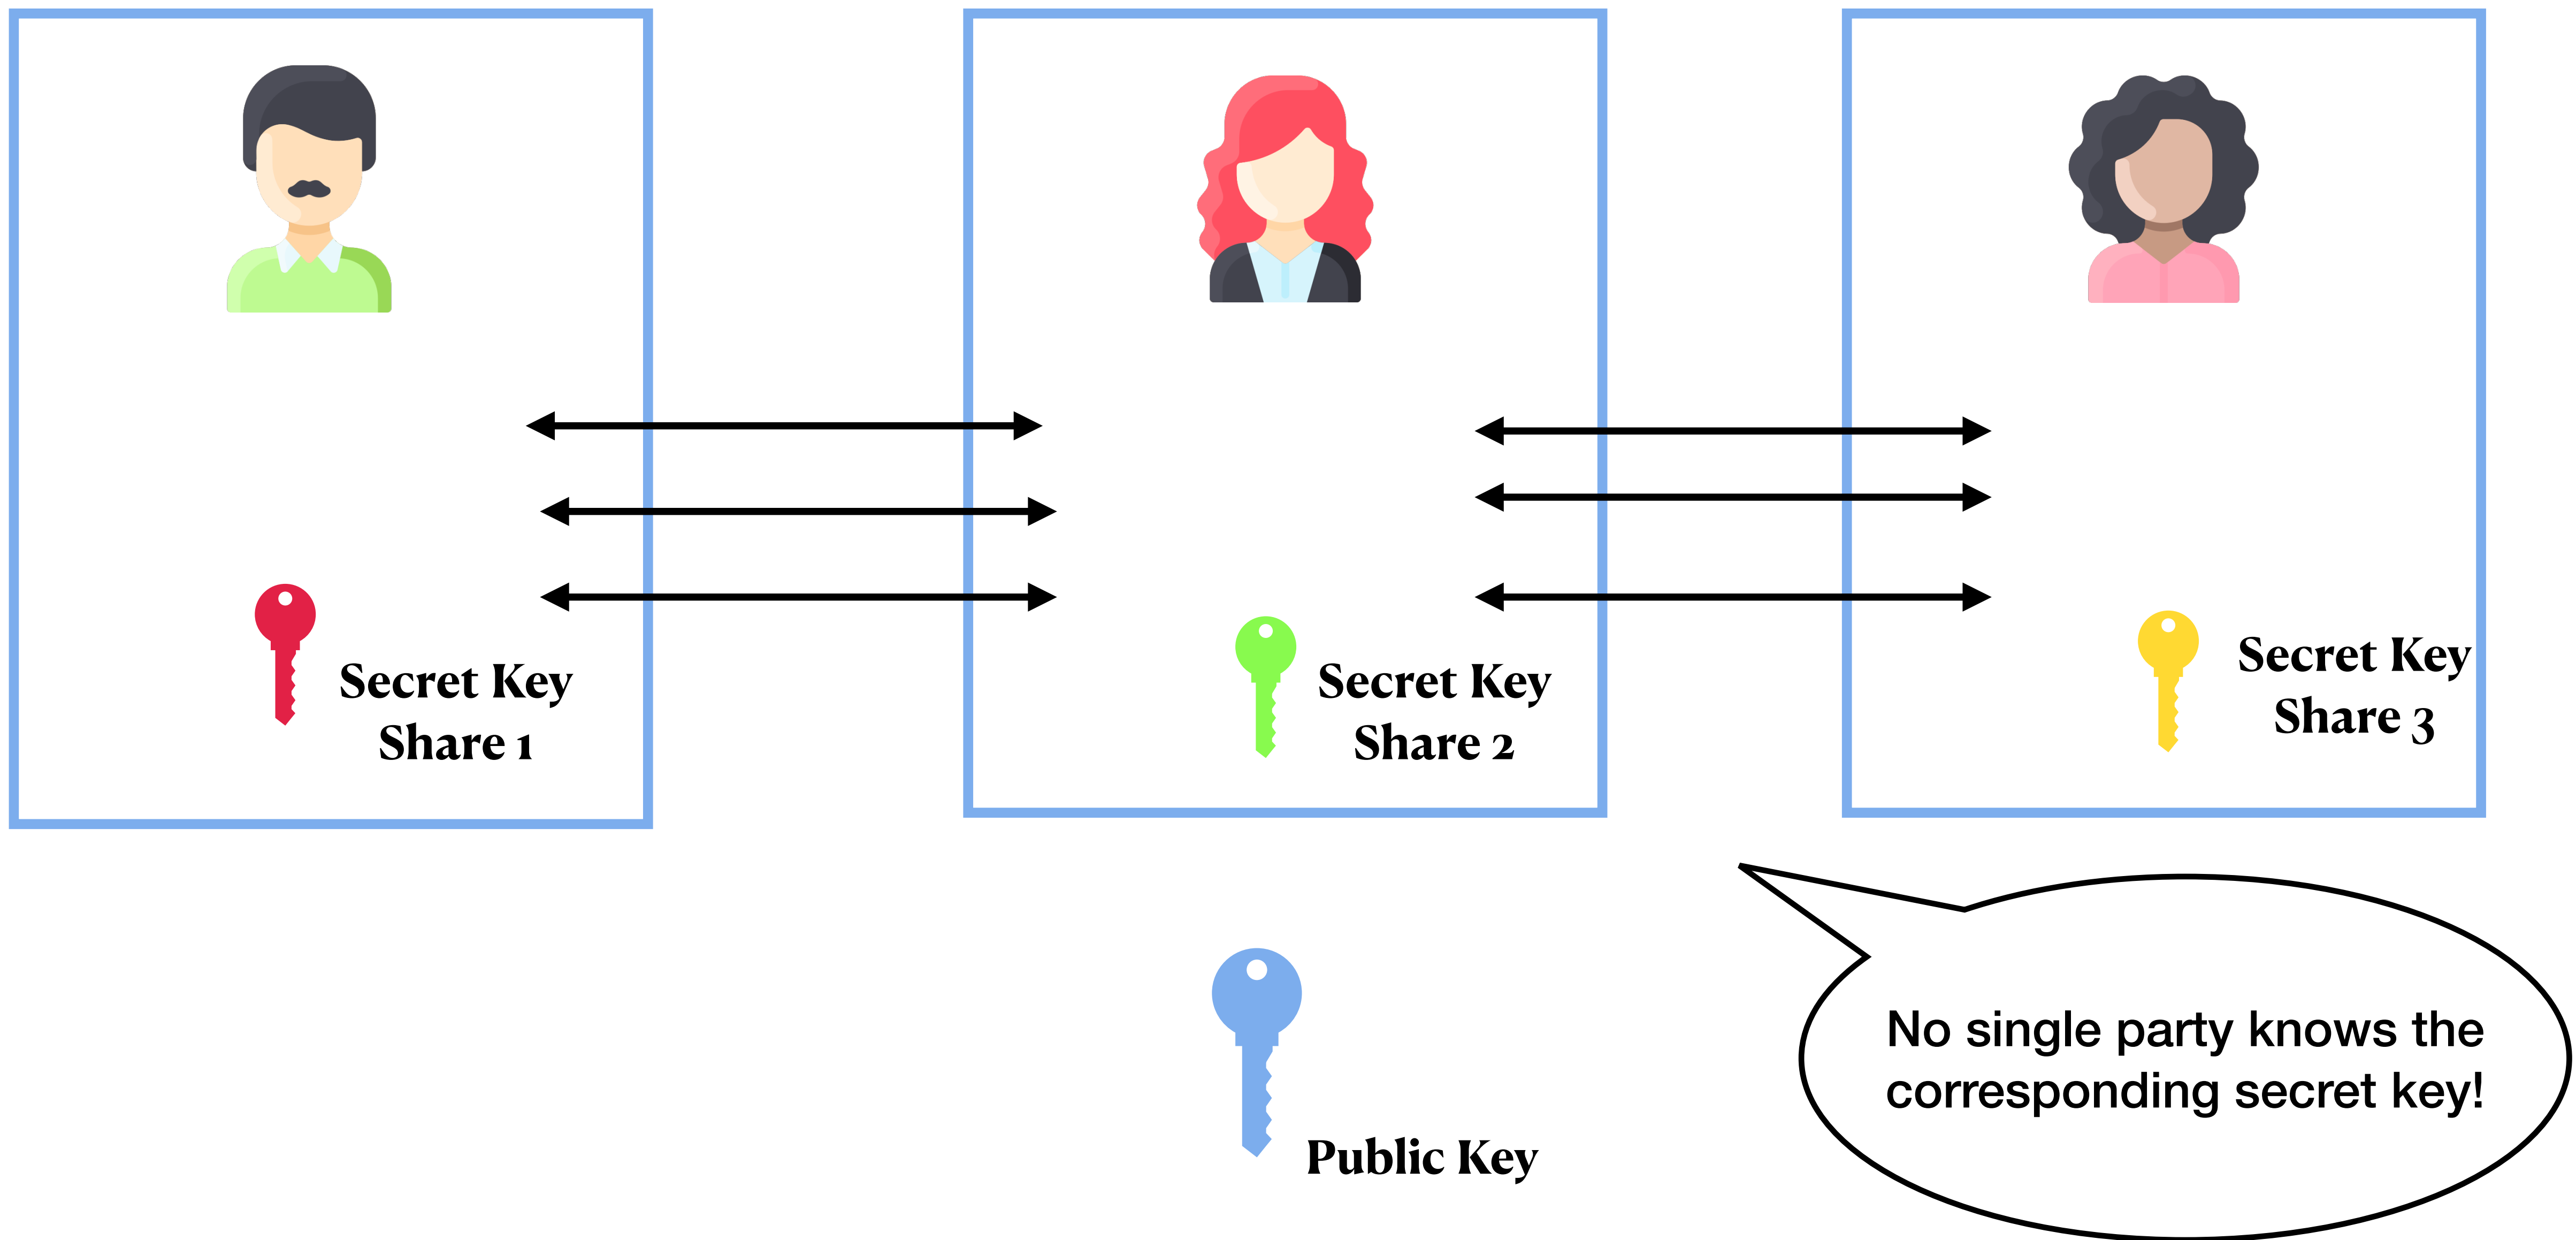 Secret Key
Share 1
Secret Key
Share 2
Secret Key
Share 3
Public Key
No single party knows the
corresponding secret key!